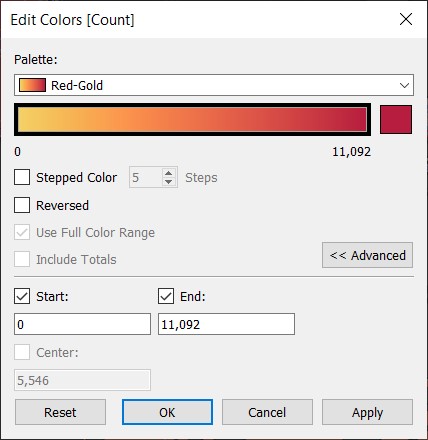 Edit Colors [Count]
Palette:
Red-Gold
0 11,092
Stepped Color 5 Steps
Reversed
Use Full Color Range
Include Totals
<< Advanced
Start: End:
0 11,092
Center:
5,546
Reset OK Cancel Apply